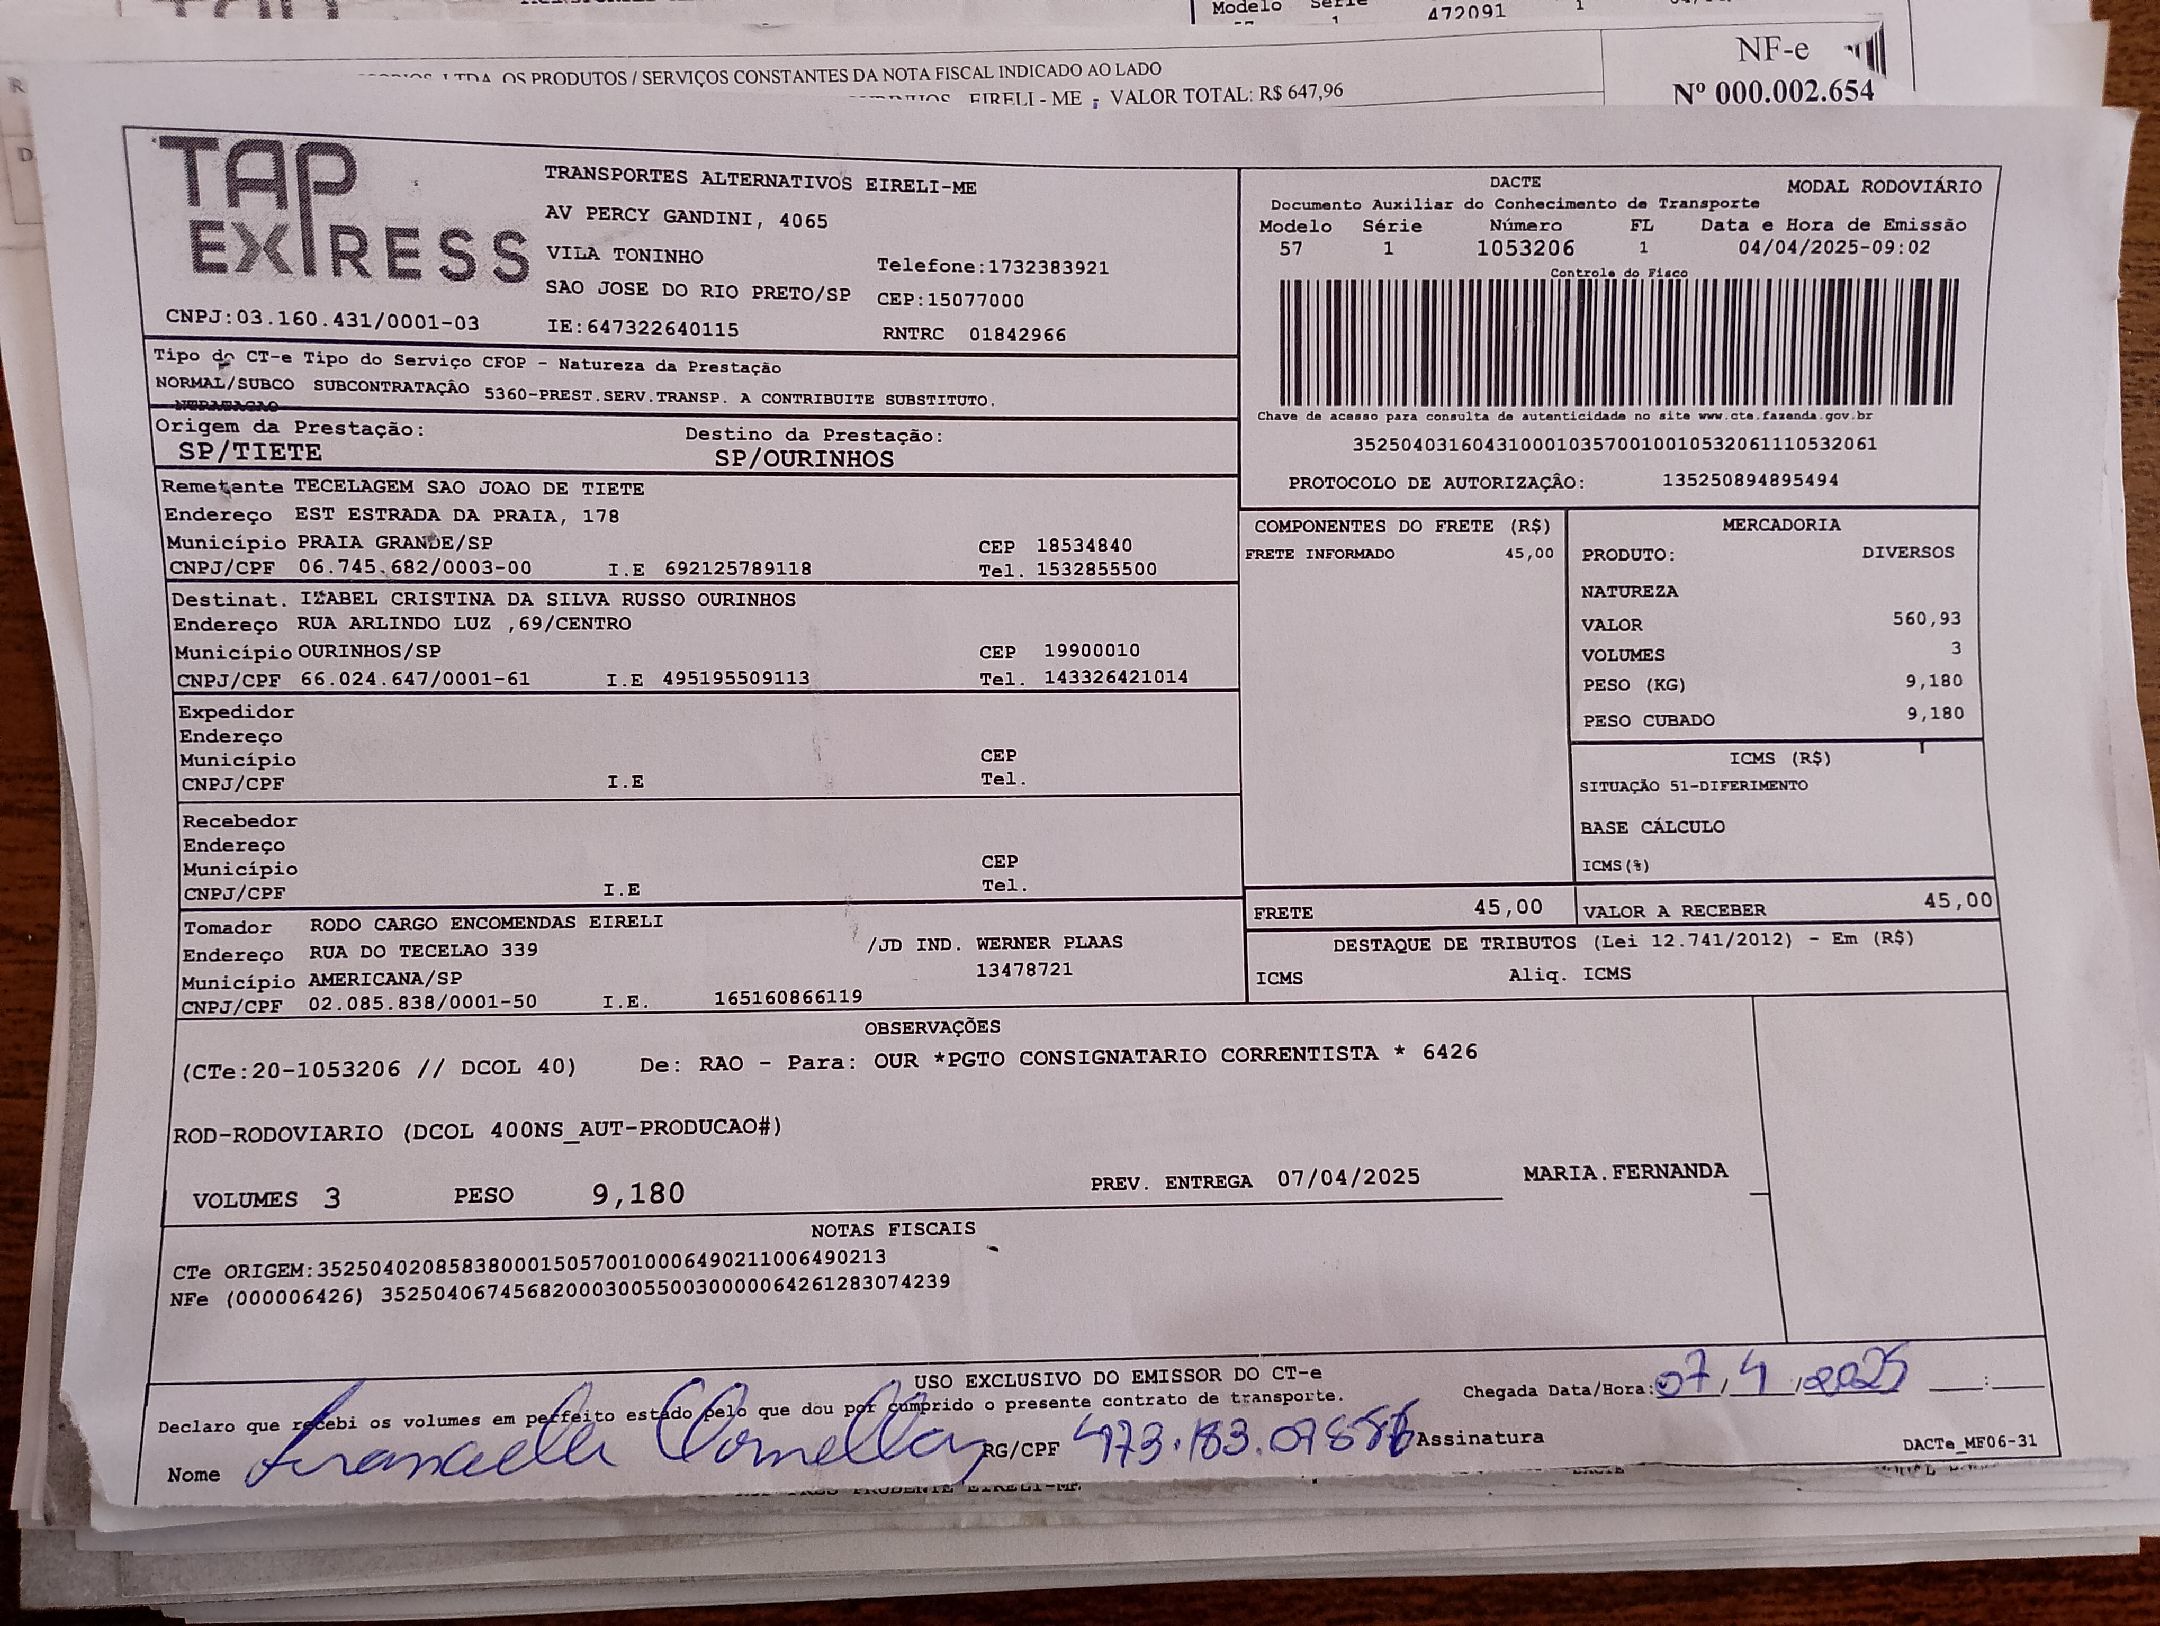 Modelo Série
472091 1
NF-e
OS PRODUTOS / SERVIÇOS CONSTANTES DA NOTA FISCAL INDICADO AO LADO
EIRELI - ME - VALOR TOTAL: R$ 647,96
Nº 000.002.654
TAP EXPRESS
TRANSPORTES ALTERNATIVOS EIRELI-ME
AV PERCY GANDINI, 4065
VILA TONINHO
Telefone:1732383921
SAO JOSE DO RIO PRETO/SP CEP:15077000
CNPJ:03.160.431/0001-03
IE:647322640115 RNTRC 01842966
DACTE MODAL RODOVIÁRIO
Documento Auxiliar do Conhecimento de Transporte
Modelo Série Número FL Data e Hora de Emissão
57 1 1053206 1 04/04/2025-09:02
Controle do Fisco
Chave de acesso para consulta de autenticidade no site www.cte.fazenda.gov.br
35250403160431000103570010010532061110532061
PROTOCOLO DE AUTORIZAÇÂO: 135250894895494
Tipo do CT-e Tipo do Serviço CFOP - Natureza da Prestação
NORMAL/SUBCO SUBCONTRATAÇÂO 5360-PREST.SERV.TRANSP. A CONTRIBUITE SUBSTITUTO.
NTRATACAO
Origem da Prestação: Destino da Prestação:
SP/TIETE SP/OURINHOS
Remetente TECELAGEM SAO JOAO DE TIETE
Endereço EST ESTRADA DA PRAIA, 178
Município PRAIA GRANDE/SP CEP 18534840
CNPJ/CPF 06.745.682/0003-00 I.E 692125789118 Tel. 1532855500
Destinat. IZABEL CRISTINA DA SILVA RUSSO OURINHOS
Endereço RUA ARLINDO LUZ ,69/CENTRO
Município OURINHOS/SP CEP 19900010
CNPJ/CPF 66.024.647/0001-61 I.E 495195509113 Tel. 143326421014
Expedidor
Endereço
Município CEP
CNPJ/CPF I.E Tel.
Recebedor
Endereço
Município CEP
CNPJ/CPF I.E Tel.
Tomador RODO CARGO ENCOMENDAS EIRELI
Endereço RUA DO TECELAO 339 /JD IND. WERNER PLAAS
Município AMERICANA/SP 13478721
CNPJ/CPF 02.085.838/0001-50 I.E. 165160866119
COMPONENTES DO FRETE (R$)
FRETE INFORMADO 45,00
MERCADORIA
PRODUTO: DIVERSOS
NATUREZA
VALOR 560,93
VOLUMES 3
PESO (KG) 9,180
PESO CUBADO 9,180
ICMS (R$)
SITUAÇÃO 51-DIFERIMENTO
BASE CÁLCULO
ICMS(%)
FRETE 45,00 VALOR A RECEBER 45,00
DESTAQUE DE TRIBUTOS (Lei 12.741/2012) - Em (R$)
ICMS Aliq. ICMS
OBSERVAÇÕES
(CTe:20-1053206 // DCOL 40) De: RAO - Para: OUR *PGTO CONSIGNATARIO CORRENTISTA * 6426
ROD-RODOVIARIO (DCOL 400NS_AUT-PRODUCAO#)
VOLUMES 3 PESO 9,180 PREV. ENTREGA 07/04/2025 MARIA.FERNANDA
NOTAS FISCAIS
CTe ORIGEM:35250402085838000150570010006490211006490213
NFe (000006426) 35250406745682000300550030000064261283074239
USO EXCLUSIVO DO EMISSOR DO CT-e
Declaro que recebi os volumes em perfeito estado pelo que dou por cumprido o presente contrato de transporte.
Chegada Data/Hora: 07/4/2025 :
Nome RG/CPF Assinatura
DACTe_MF06-31